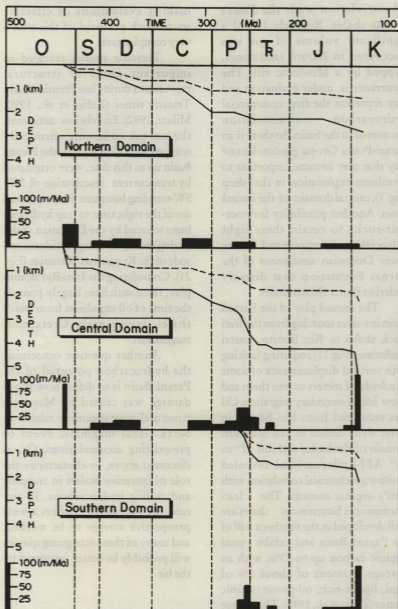 500 400 TIME 300 (Ma) 200
O S D C P TR J K
1 (km)
2
3
4
5
DEPTH
Northern Domain
100 (m/Ma)
75
50
25
1 (km)
2
3
4
5
DEPTH
Central Domain
100 (m/Ma)
75
50
25
1 (km)
2
3
4
5
DEPTH
Southern Domain
100 (m/Ma)
75
50
25